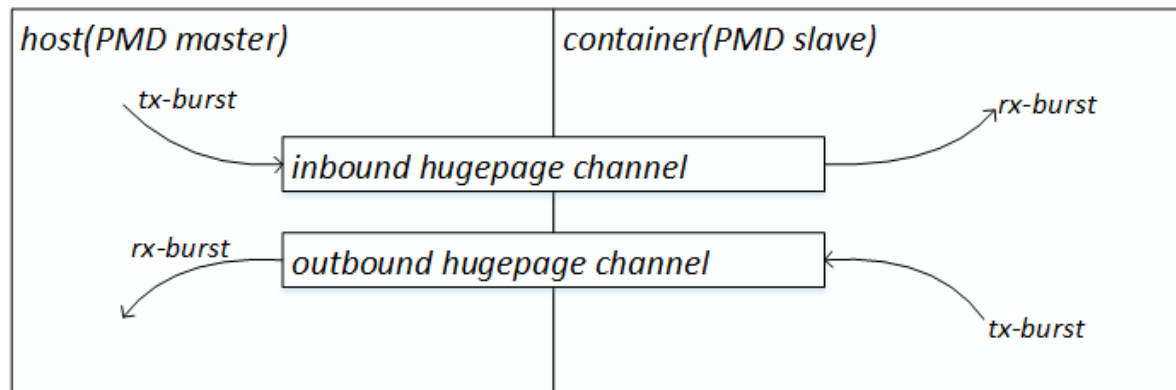 host(PMD master)
container(PMD slave)
tx-burst
rx-burst
inbound hugepage channel
rx-burst
outbound hugepage channel
tx-burst